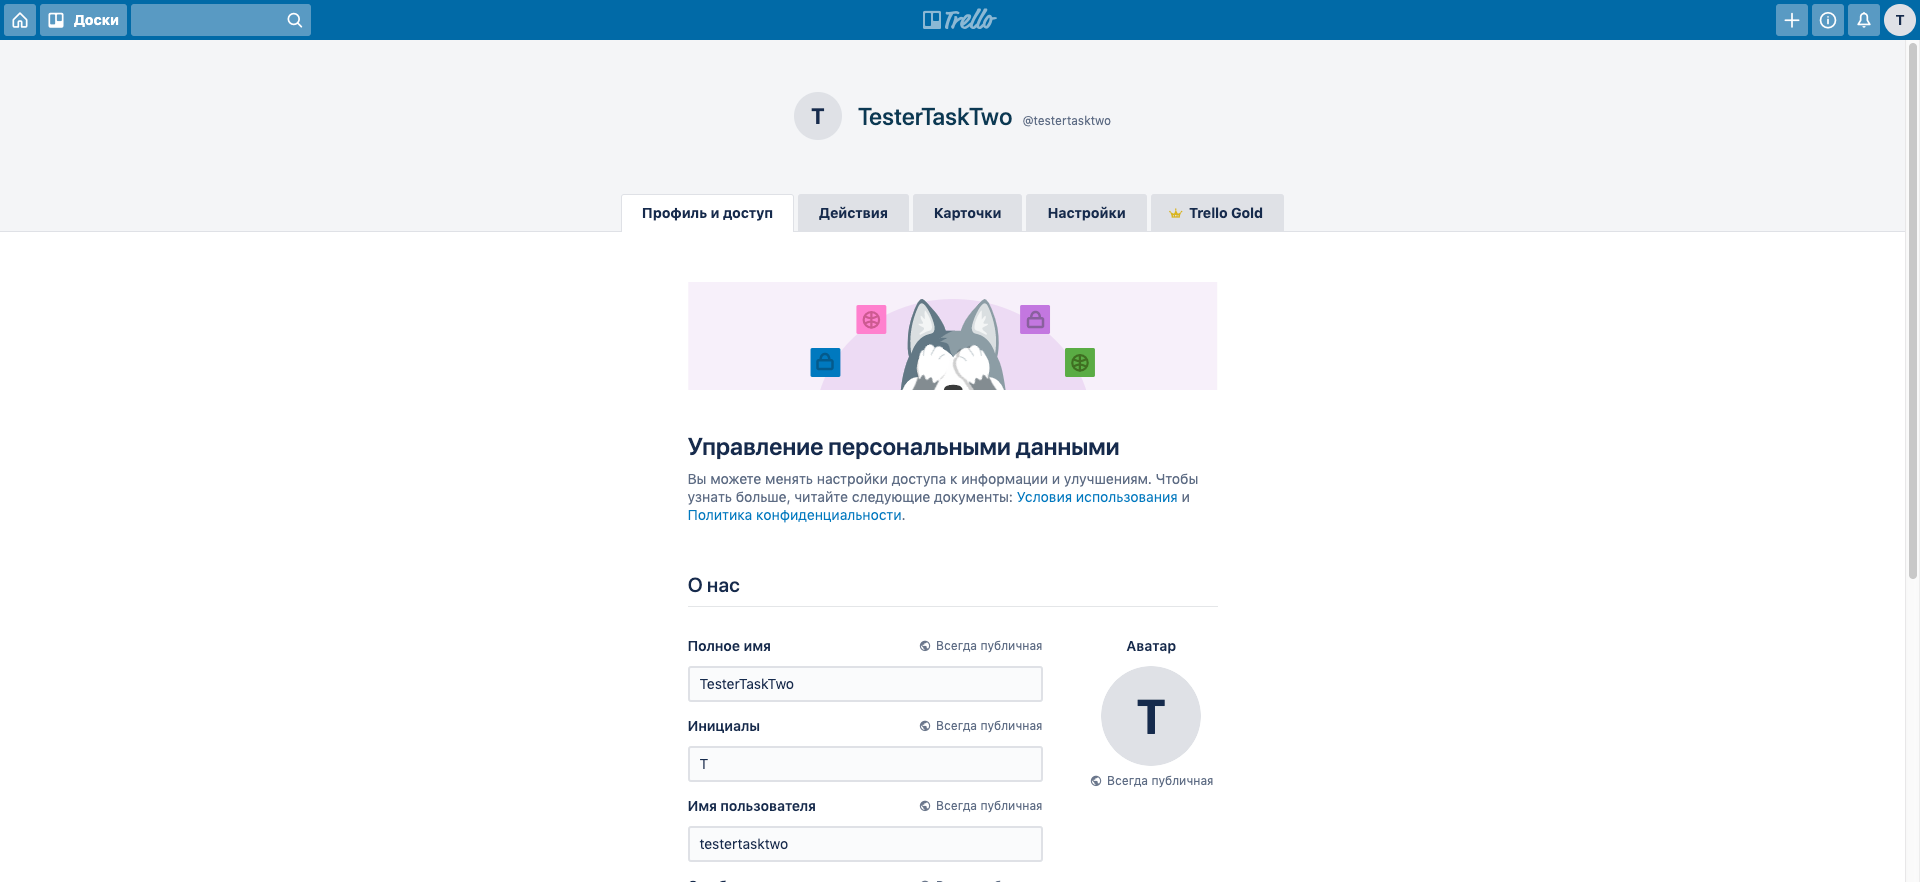 Доски
Trello
T
T
TesterTaskTwo @testertasktwo
Профиль и доступ
Действия
Карточки
Настройки
Trello Gold
Управление персональными данными
Вы можете менять настройки доступа к информации и улучшениям. Чтобы
узнать больше, читайте следующие документы: Условия использования и
Политика конфиденциальности.
О нас
Полное имя
Всегда публичная
TesterTaskTwo
Инициалы
Всегда публичная
T
Имя пользователя
Всегда публичная
testertasktwo
Аватар
T
Всегда публичная